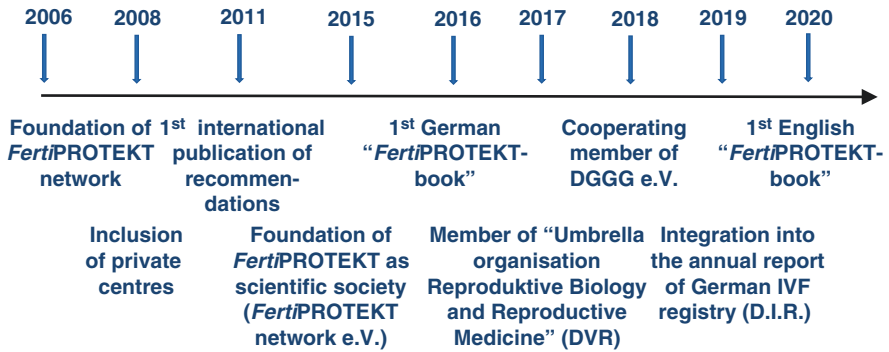 2006 2008 2011 2015 2016 2017 2018 2019 2020
Foundation of
FertiPROTEKT
network
1st international
publication of
recommen-
dations
1st German
“FertiPROTEKT-
book”
Cooperating
member of
DGGG e.V.
1st English
“FertiPROTEKT-
book”
Inclusion
of private
centres
Foundation of
FertiPROTEKT as
scientific society
(FertiPROTEKT
network e.V.)
Member of “Umbrella
organisation
Reproduktive Biology
and Reproductive
Medicine” (DVR)
Integration into
the annual report
of German IVF
registry (D.I.R.)